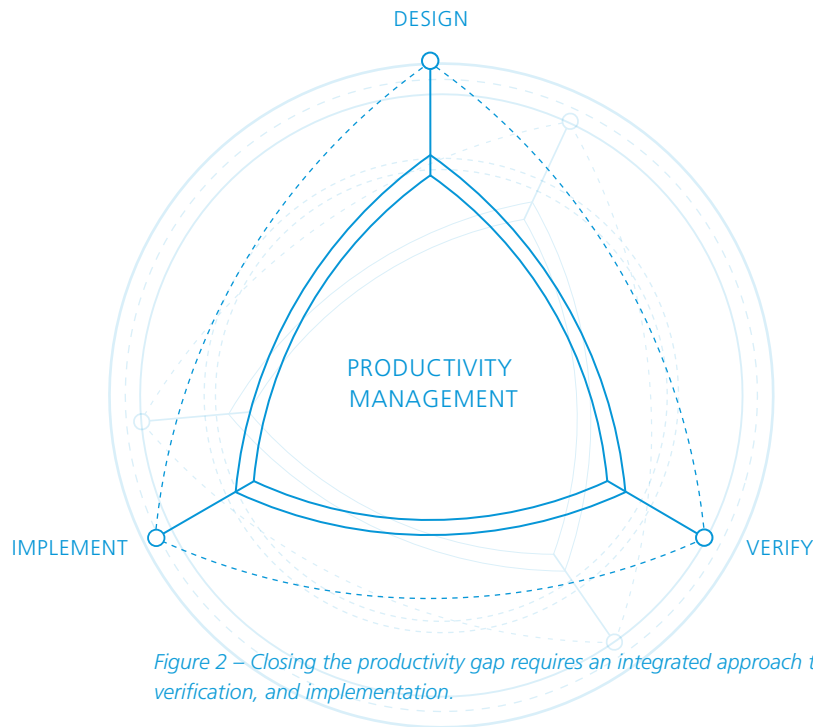 DESIGN
PRODUCTIVITY
MANAGEMENT
IMPLEMENT
VERIFY
Figure 2 – Closing the productivity gap requires an integrated approach
verification, and implementation.